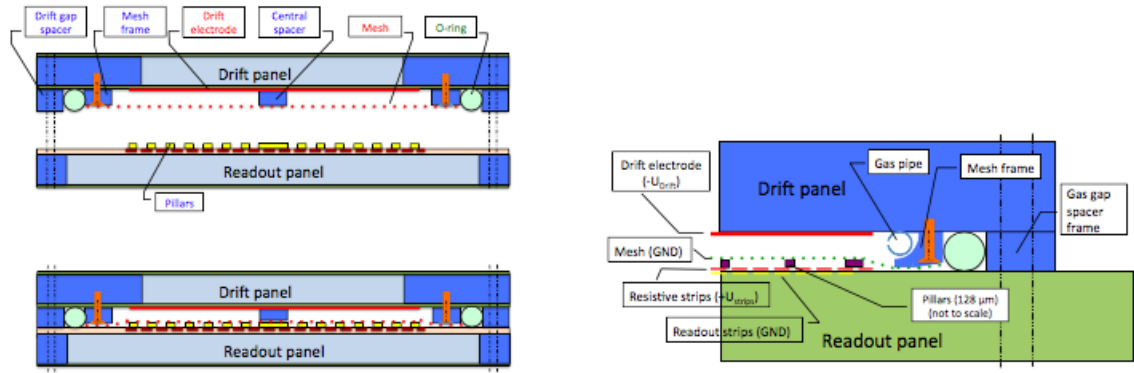 Drift gap
spacer
Mesh
frame
Drift
electrode
Central
spacer
Mesh
O-ring
Drift panel
Readout panel
Pillars
Drift panel
Readout panel
Drift electrode
(-UDrift)
Gas pipe
Mesh frame
Drift panel
Gas gap
spacer
frame
Mesh (GND)
Resistive strips (+Ustrips)
Pillars (128 µm)
(not to scale)
Readout strips (GND)
Readout panel